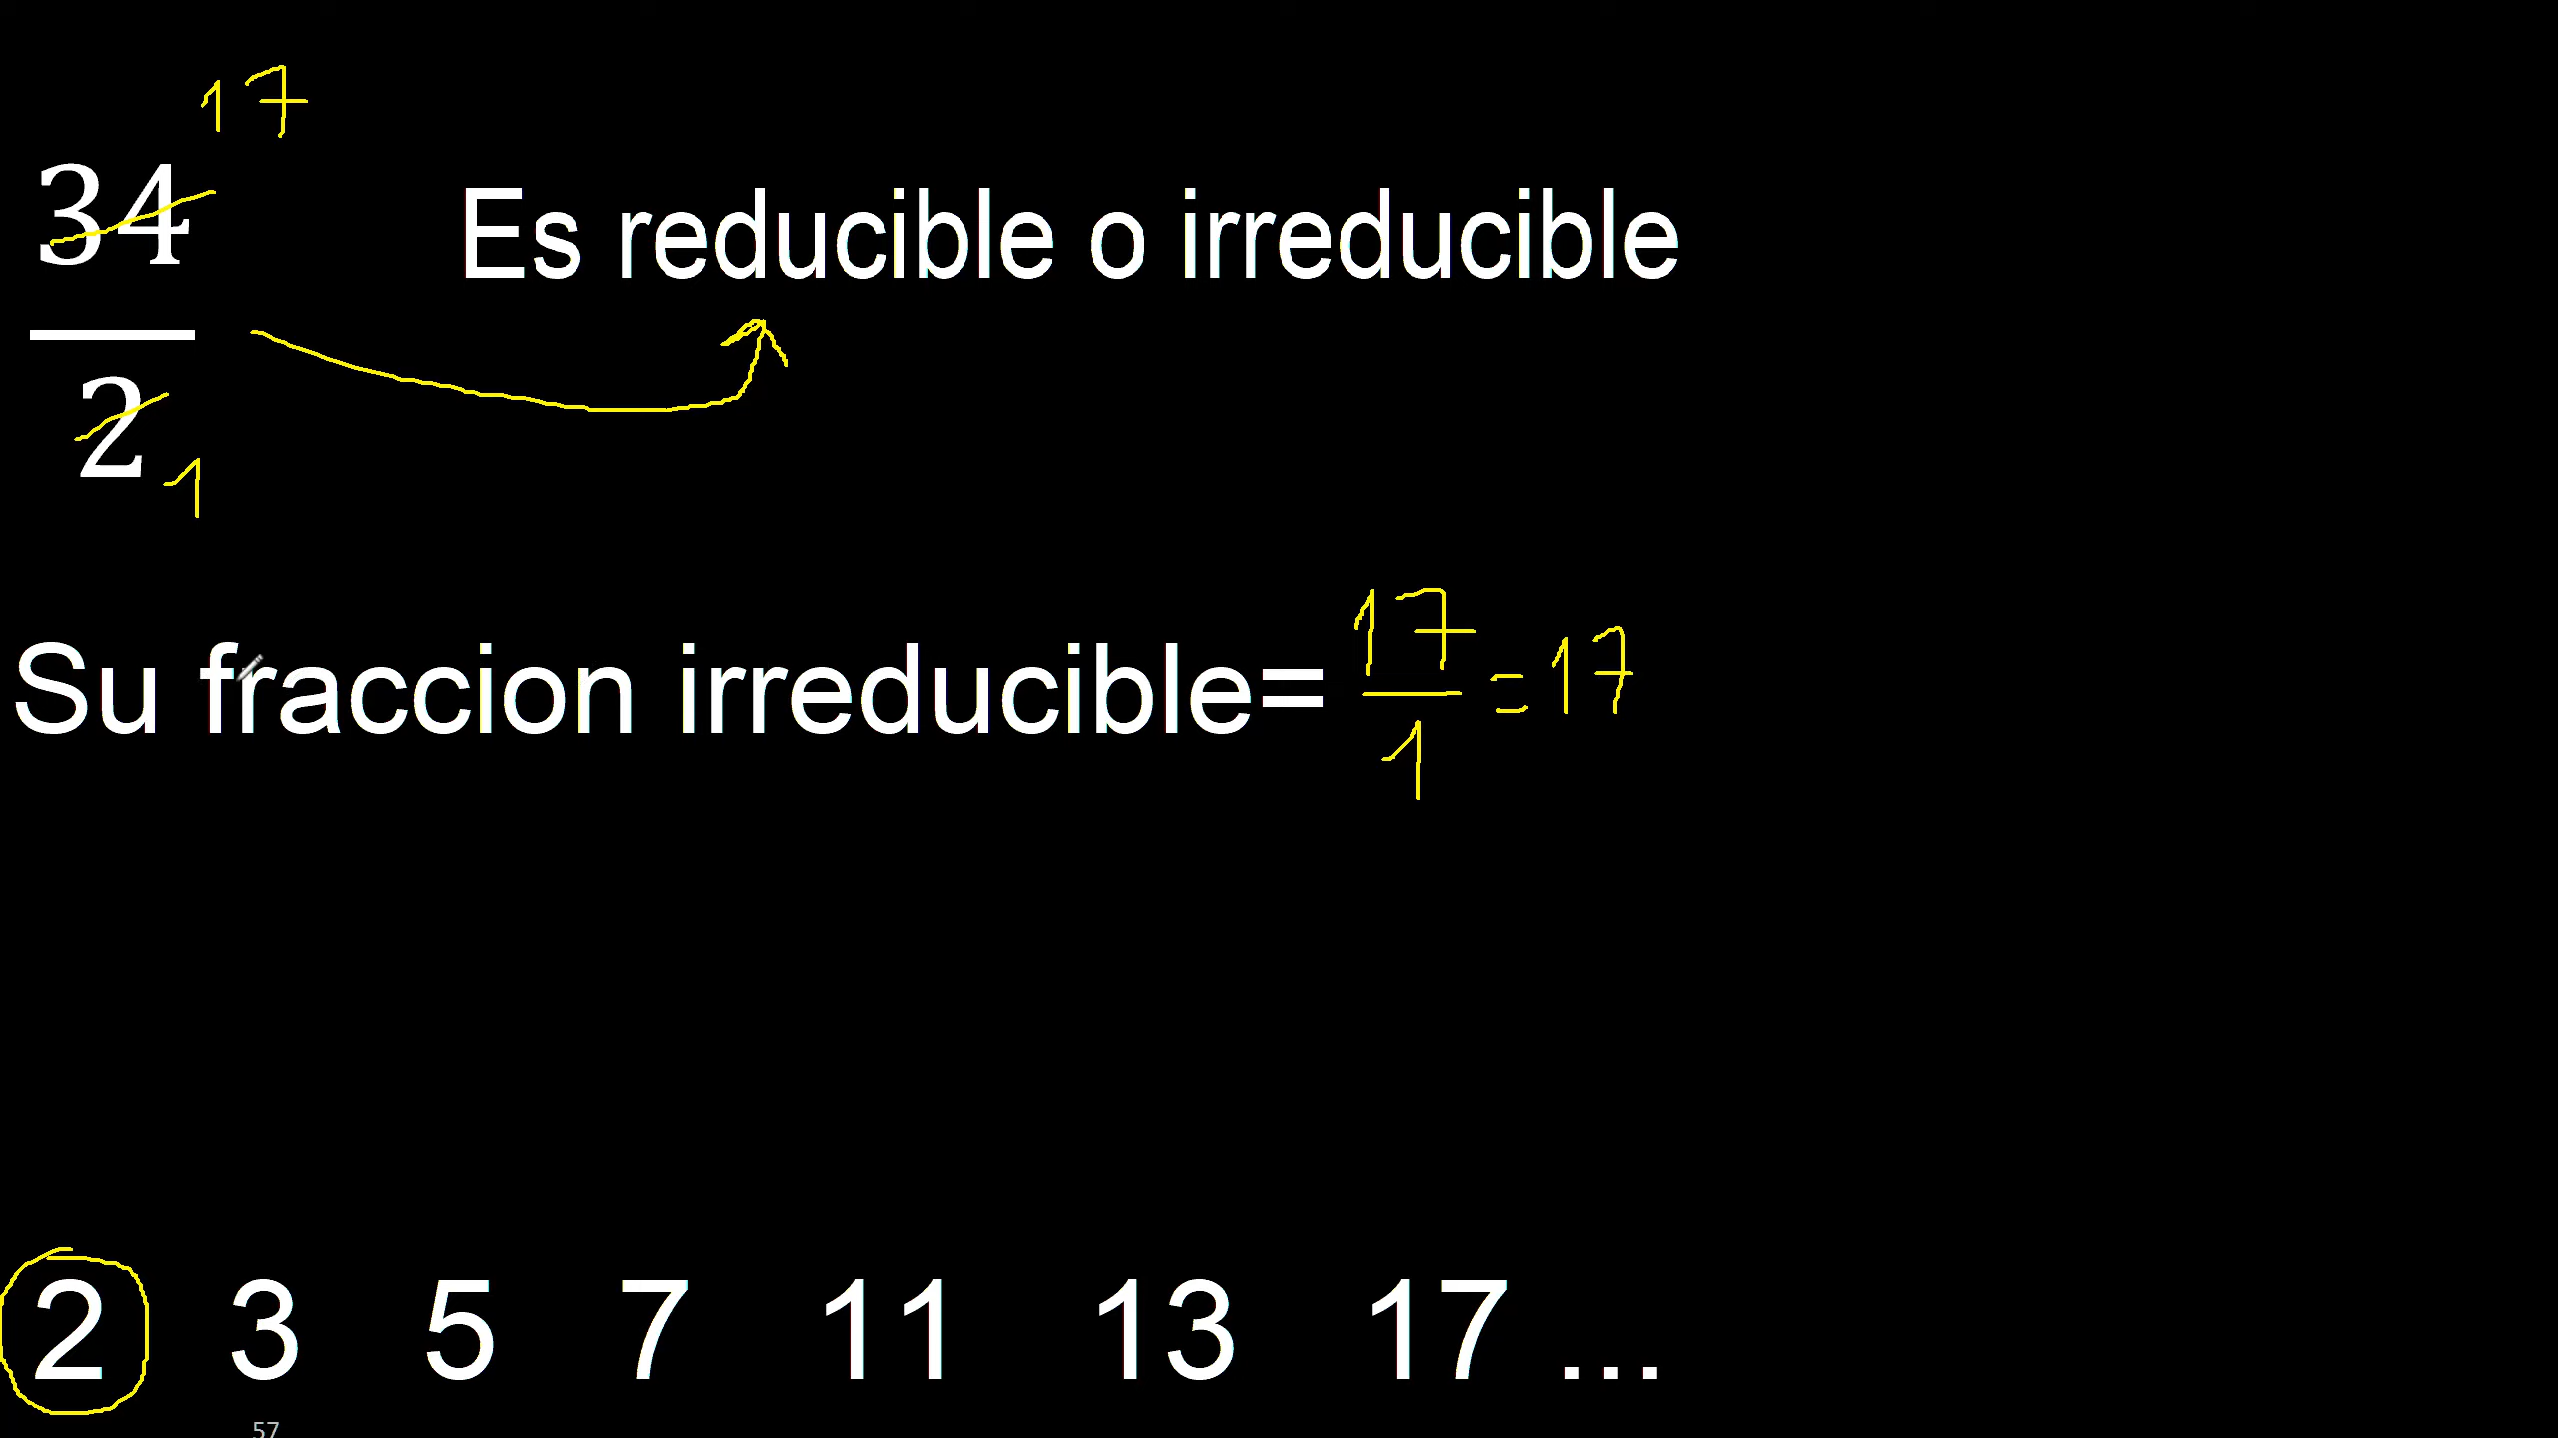 17
34 Es reducible o irreducible
2 1
Su fraccion irreducible= 17/1 = 17
2 3 5 7 11 13 17 ...
57